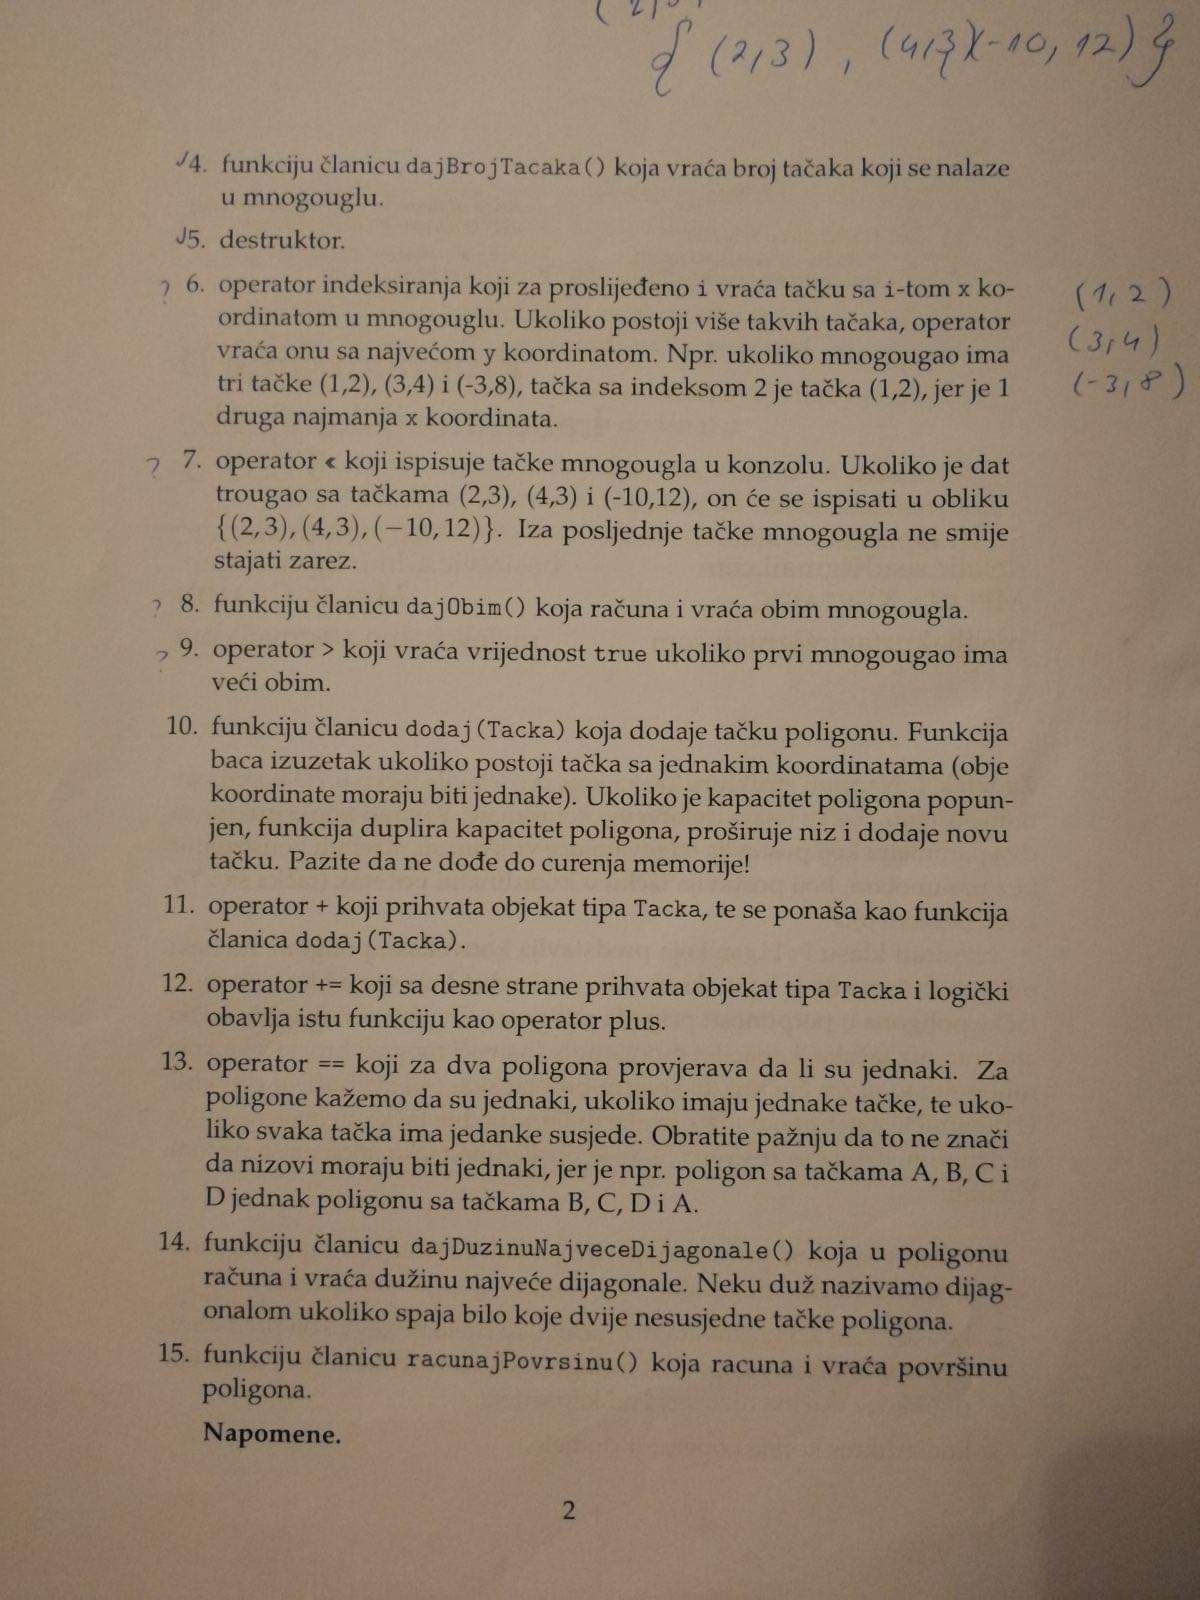 { (2,3) , (4,3)(-10, 12) }
✓4. funkciju članicu dajBrojTacaka() koja vraća broj tačaka koji se nalaze
u mnogouglu.
✓5. destruktor.
? 6. operator indeksiranja koji za proslijeđeno i vraća tačku sa i-tom x ko-
ordinatom u mnogouglu. Ukoliko postoji više takvih tačaka, operator
vraća onu sa najvećom y koordinatom. Npr. ukoliko mnogougao ima
tri tačke (1,2), (3,4) i (-3,8), tačka sa indeksom 2 je tačka (1,2), jer je 1
druga najmanja x koordinata.
(1, 2)
(3, 4)
(-3, 8)
? 7. operator « koji ispisuje tačke mnogougla u konzolu. Ukoliko je dat
trougao sa tačkama (2,3), (4,3) i (-10,12), on će se ispisati u obliku
{(2,3), (4,3), (−10, 12)}. Iza posljednje tačke mnogougla ne smije
stajati zarez.
? 8. funkciju članicu dajObim() koja računa i vraća obim mnogougla.
? 9. operator > koji vraća vrijednost true ukoliko prvi mnogougao ima
veći obim.
10. funkciju članicu dodaj(Tacka) koja dodaje tačku poligonu. Funkcija
baca izuzetak ukoliko postoji tačka sa jednakim koordinatama (obje
koordinate moraju biti jednake). Ukoliko je kapacitet poligona popun-
jen, funkcija duplira kapacitet poligona, proširuje niz i dodaje novu
tačku. Pazite da ne dođe do curenja memorije!
11. operator + koji prihvata objekat tipa Tacka, te se ponaša kao funkcija
članica dodaj(Tacka).
12. operator += koji sa desne strane prihvata objekat tipa Tacka i logički
obavlja istu funkciju kao operator plus.
13. operator == koji za dva poligona provjerava da li su jednaki. Za
poligone kažemo da su jednaki, ukoliko imaju jednake tačke, te uko-
liko svaka tačka ima jedanke susjede. Obratite pažnju da to ne znači
da nizovi moraju biti jednaki, jer je npr. poligon sa tačkama A, B, C i
D jednak poligonu sa tačkama B, C, D i A.
14. funkciju članicu dajDuzinuNajveceDijagonale() koja u poligonu
računa i vraća dužinu najveće dijagonale. Neku duž nazivamo dijag-
onalom ukoliko spaja bilo koje dvije nesusjedne tačke poligona.
15. funkciju članicu racunajPovrsinu() koja racuna i vraća površinu
poligona.
Napomene.
2